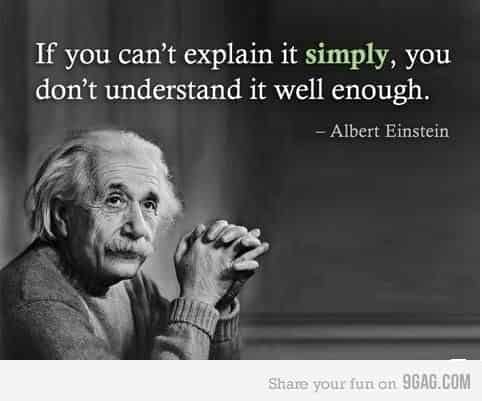 If you can't explain it simply, you
don't understand it well enough.
– Albert Einstein
Share your fun on 9GAG.COM